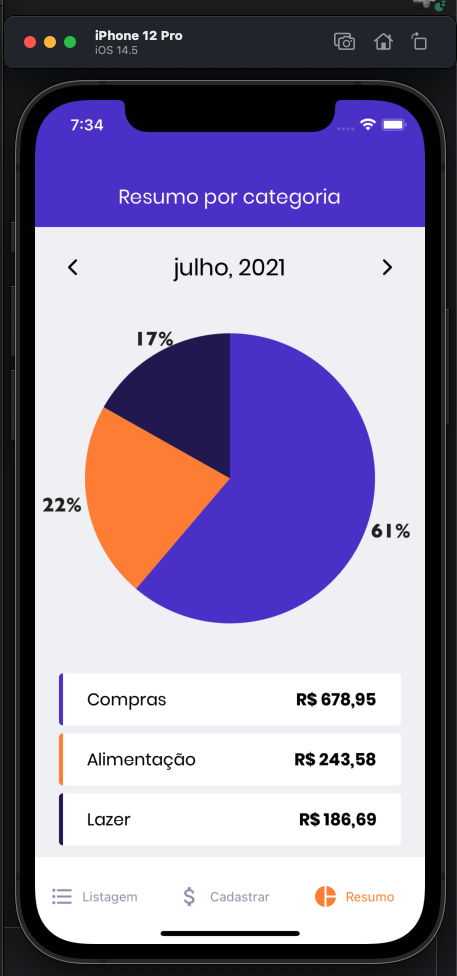 iPhone 12 Pro
iOS 14.5
7:34
Resumo por categoria
julho, 2021
17%
22%
61%
Compras R$ 678,95
Alimentação R$ 243,58
Lazer R$ 186,69
Listagem Cadastrar Resumo